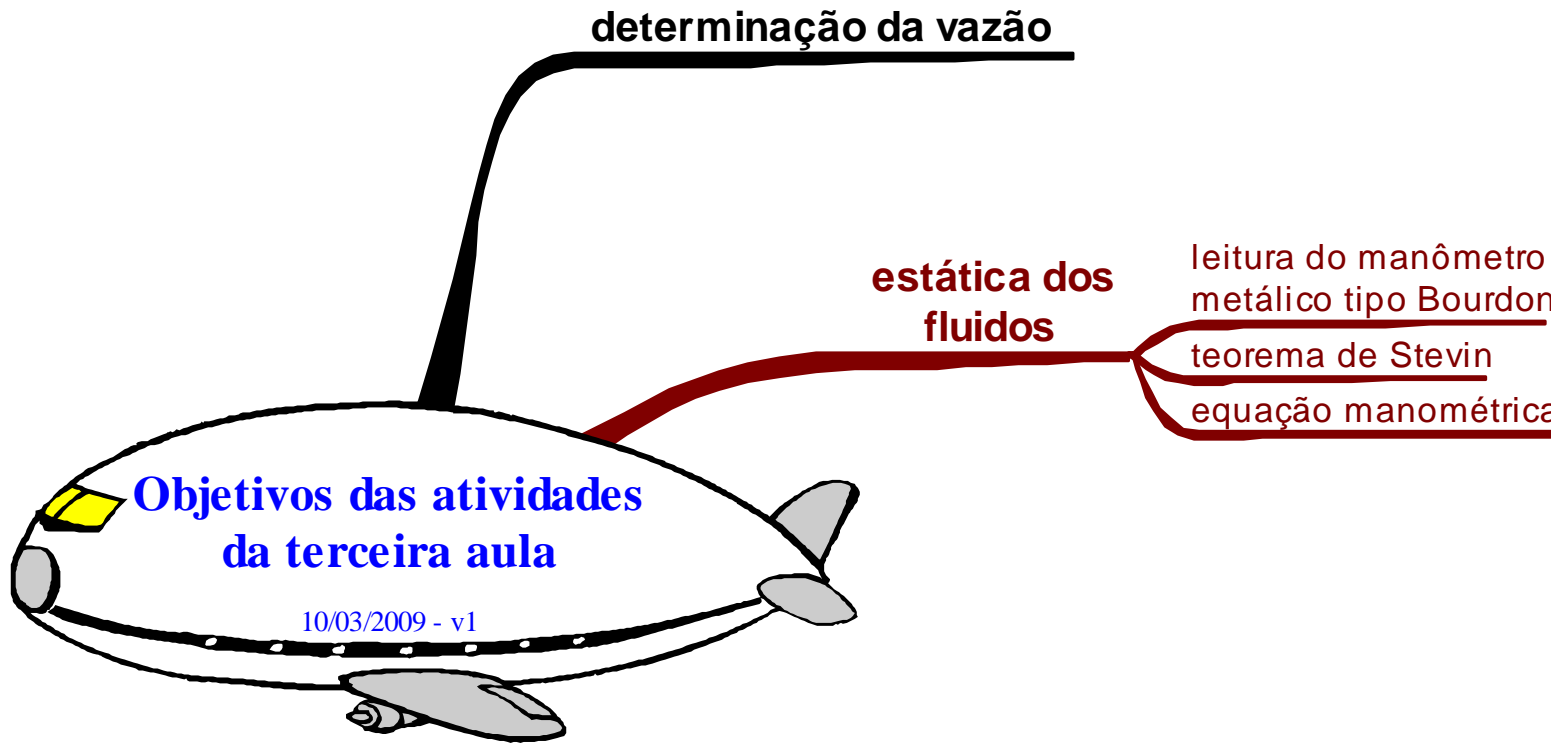 determinação da vazão
estática dos
fluidos
leitura do manômetro
metálico tipo Bourdon
teorema de Stevin
equação manométrica
Objetivos das atividades
da terceira aula
10/03/2009 - v1